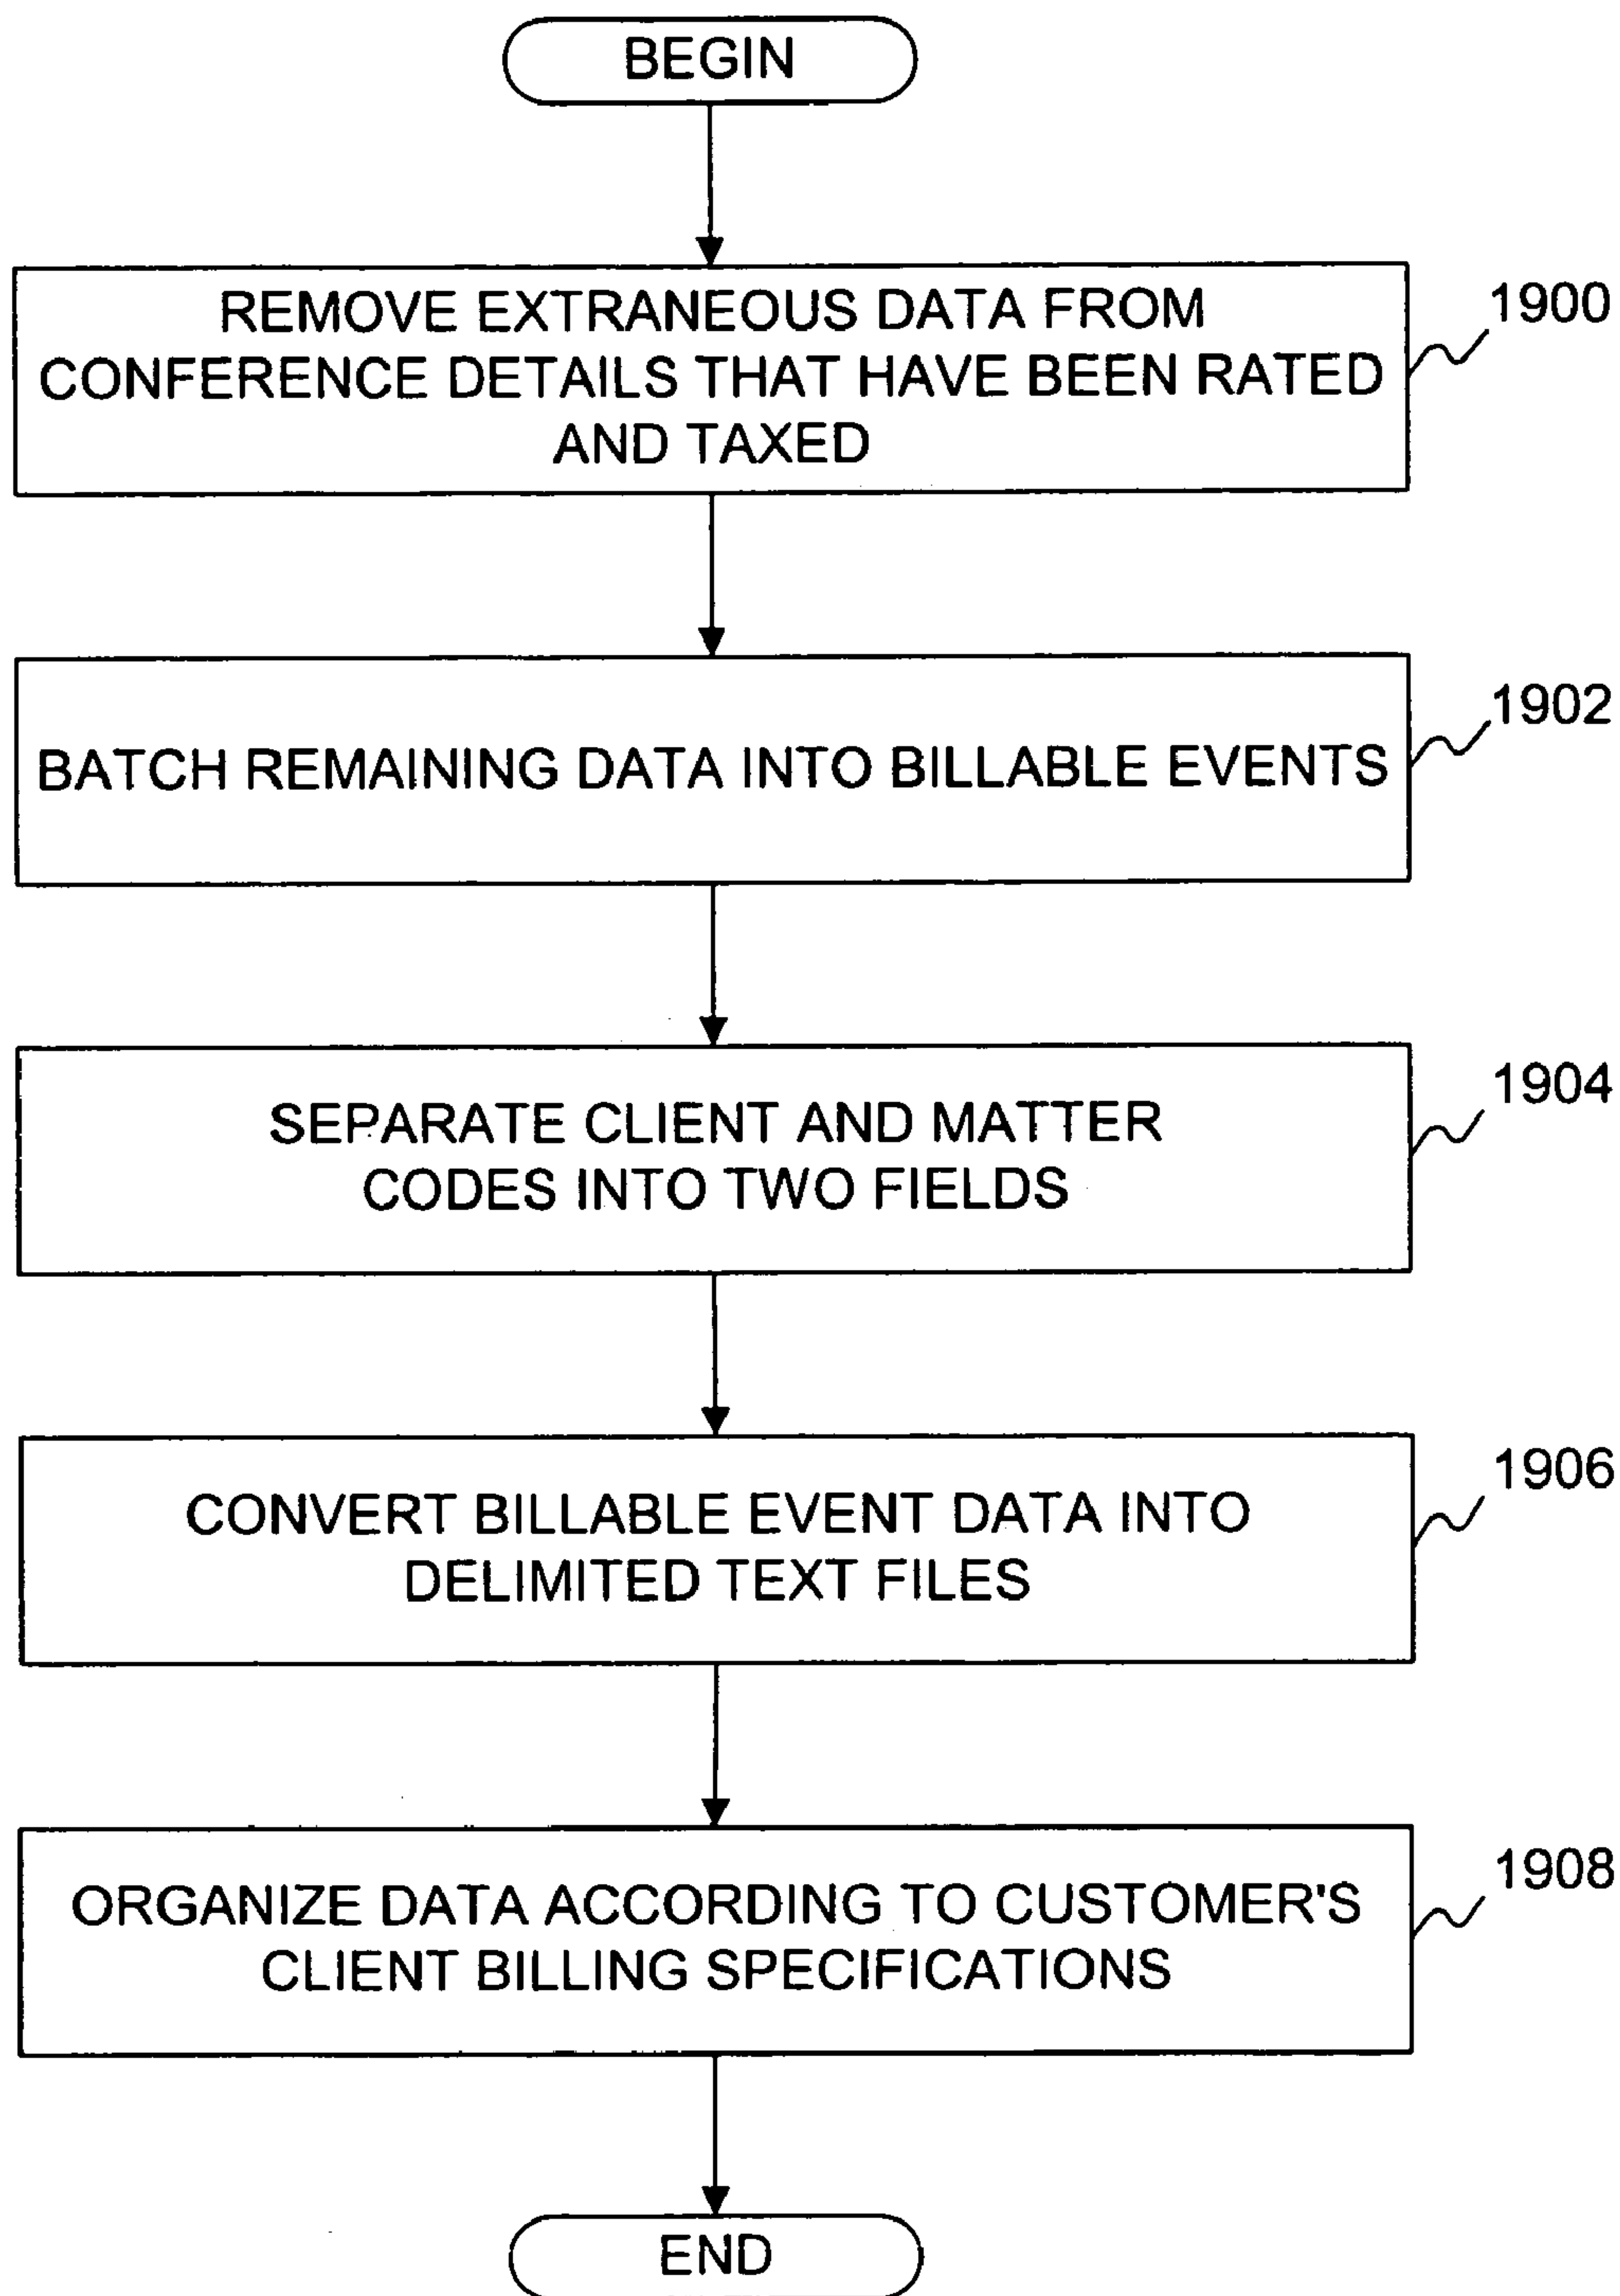 BEGIN
REMOVE EXTRANEOUS DATA FROM
CONFERENCE DETAILS THAT HAVE BEEN RATED
AND TAXED
1900
BATCH REMAINING DATA INTO BILLABLE EVENTS
1902
SEPARATE CLIENT AND MATTER
CODES INTO TWO FIELDS
1904
CONVERT BILLABLE EVENT DATA INTO
DELIMITED TEXT FILES
1906
ORGANIZE DATA ACCORDING TO CUSTOMER'S
CLIENT BILLING SPECIFICATIONS
1908
END